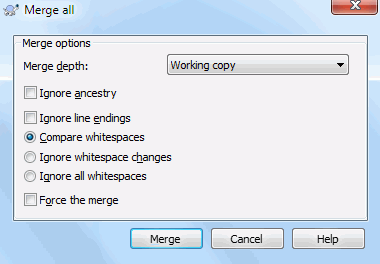 Merge all
Merge options
Merge depth: Working copy
Ignore ancestry
Ignore line endings
Compare whitespaces
Ignore whitespace changes
Ignore all whitespaces
Force the merge
Merge Cancel Help